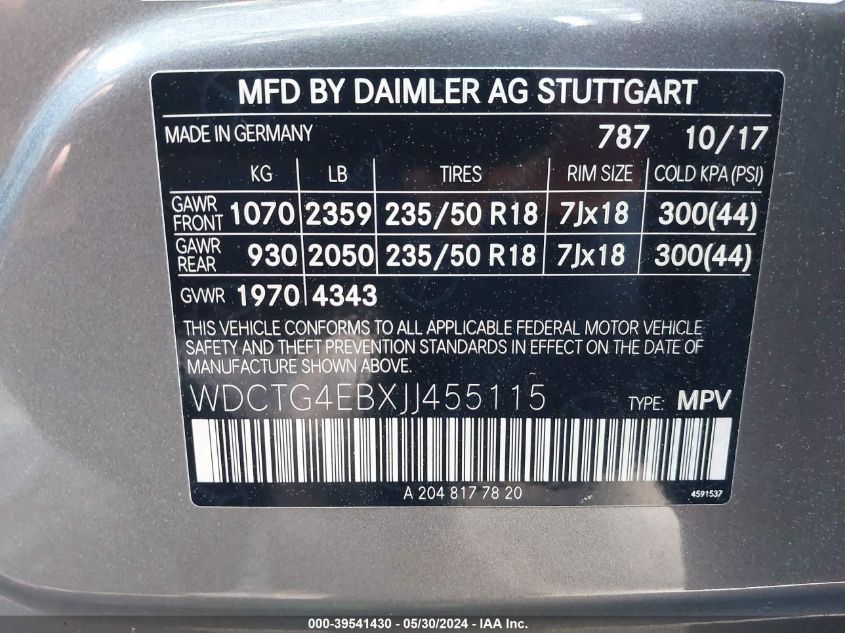 MFD BY DAIMLER AG STUTTGART
MADE IN GERMANY 787 10/17
KG LB TIRES RIM SIZE COLD KPA (PSI)
GAWR FRONT 1070 2359 235/50 R18 7Jx18 300(44)
GAWR REAR 930 2050 235/50 R18 7Jx18 300(44)
GVWR 1970 4343
THIS VEHICLE CONFORMS TO ALL APPLICABLE FEDERAL MOTOR VEHICLE
SAFETY AND THEFT PREVENTION STANDARDS IN EFFECT ON THE DATE OF
MANUFACTURE SHOWN ABOVE.
WDCTG4EBXJJ455115 TYPE: MPV
A 204 817 78 20 4591537
000-39541430 - 05/30/2024 - IAAI.COM